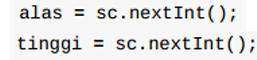 alas = sc.nextInt();
tinggi = sc.nextInt();